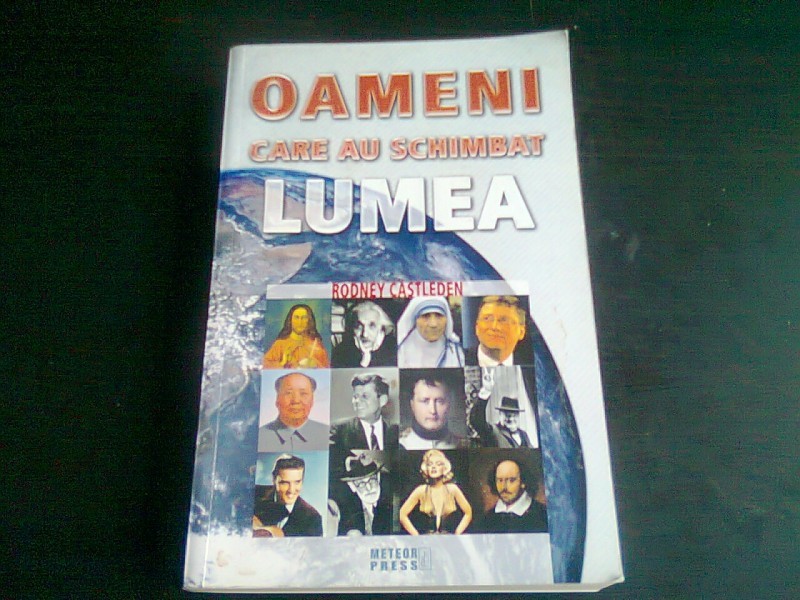 OAMENI
CARE AU SCHIMBAT
LUMEA
RODNEY CASTLEDEN
METEOR
PRESS